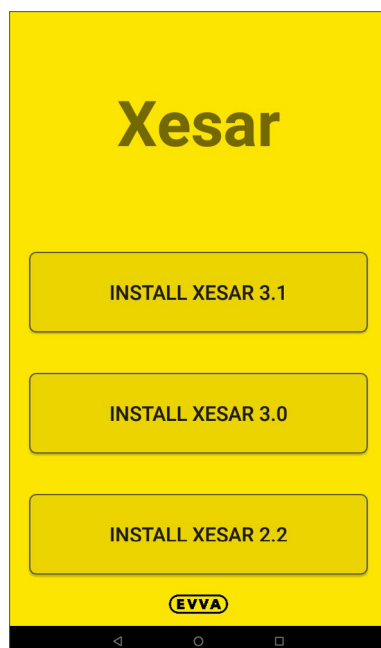 Xesar
INSTALL XESAR 3.1
INSTALL XESAR 3.0
INSTALL XESAR 2.2
EVVA